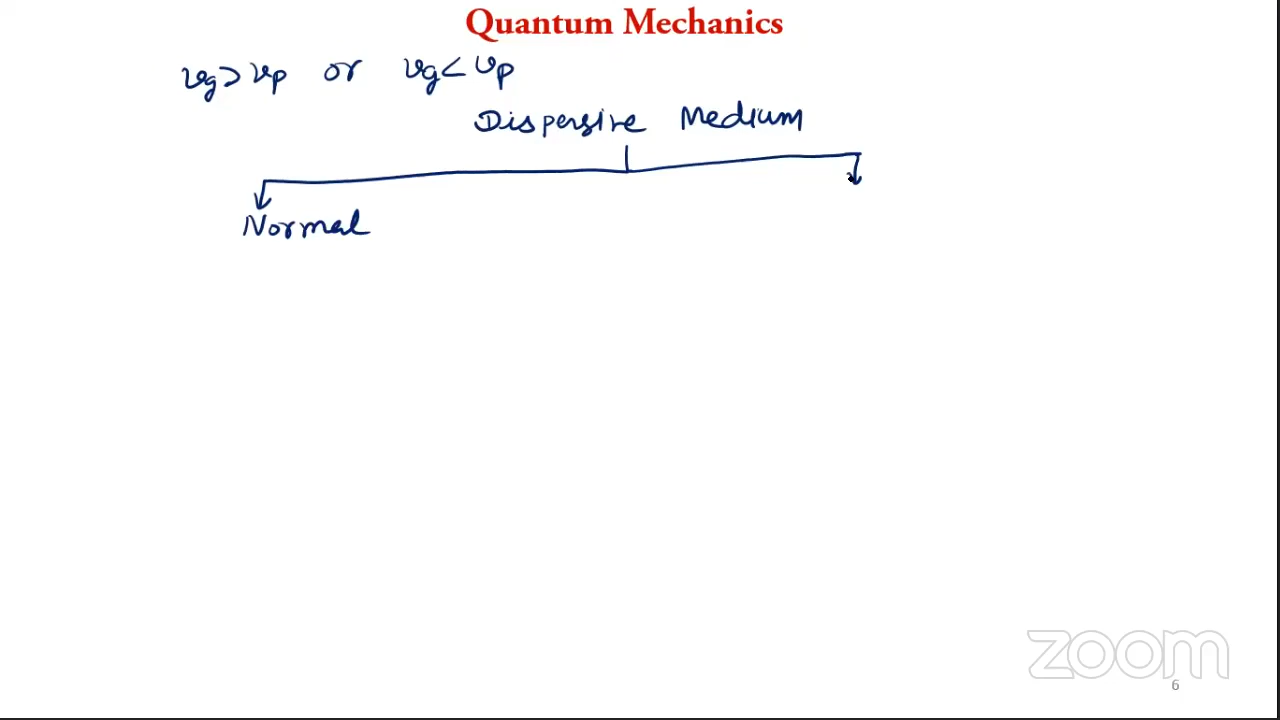 Quantum Mechanics
vg > vp or vg < vp
Dispersive Medium
Normal
zoom
6